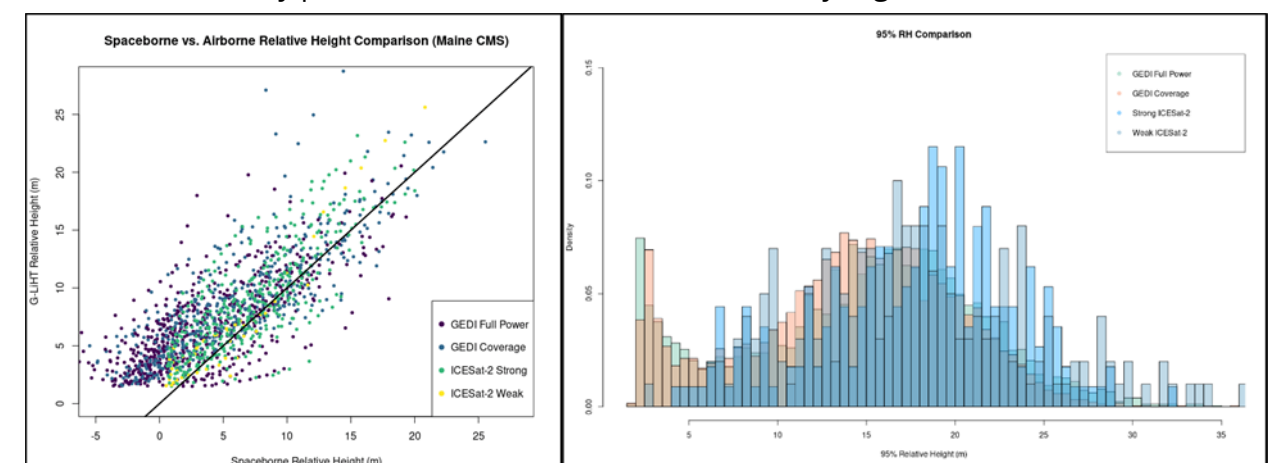 Spaceborne vs. Airborne Relative Height Comparison (Maine CMS)
G-LiHT Relative Height (m)
25
20
15
10
5
0
GEDI Full Power
GEDI Coverage
ICESat-2 Strong
ICESat-2 Weak
-5 0 5 10 15 20 25
Spaceborne Relative Height (m)
95% RH Comparison
GEDI Full Power
GEDI Coverage
Strong ICESat-2
Weak ICESat-2
Density
0.15
0.10
0.05
0.00
5 10 15 20 25 30 35
95% Relative Height (m)